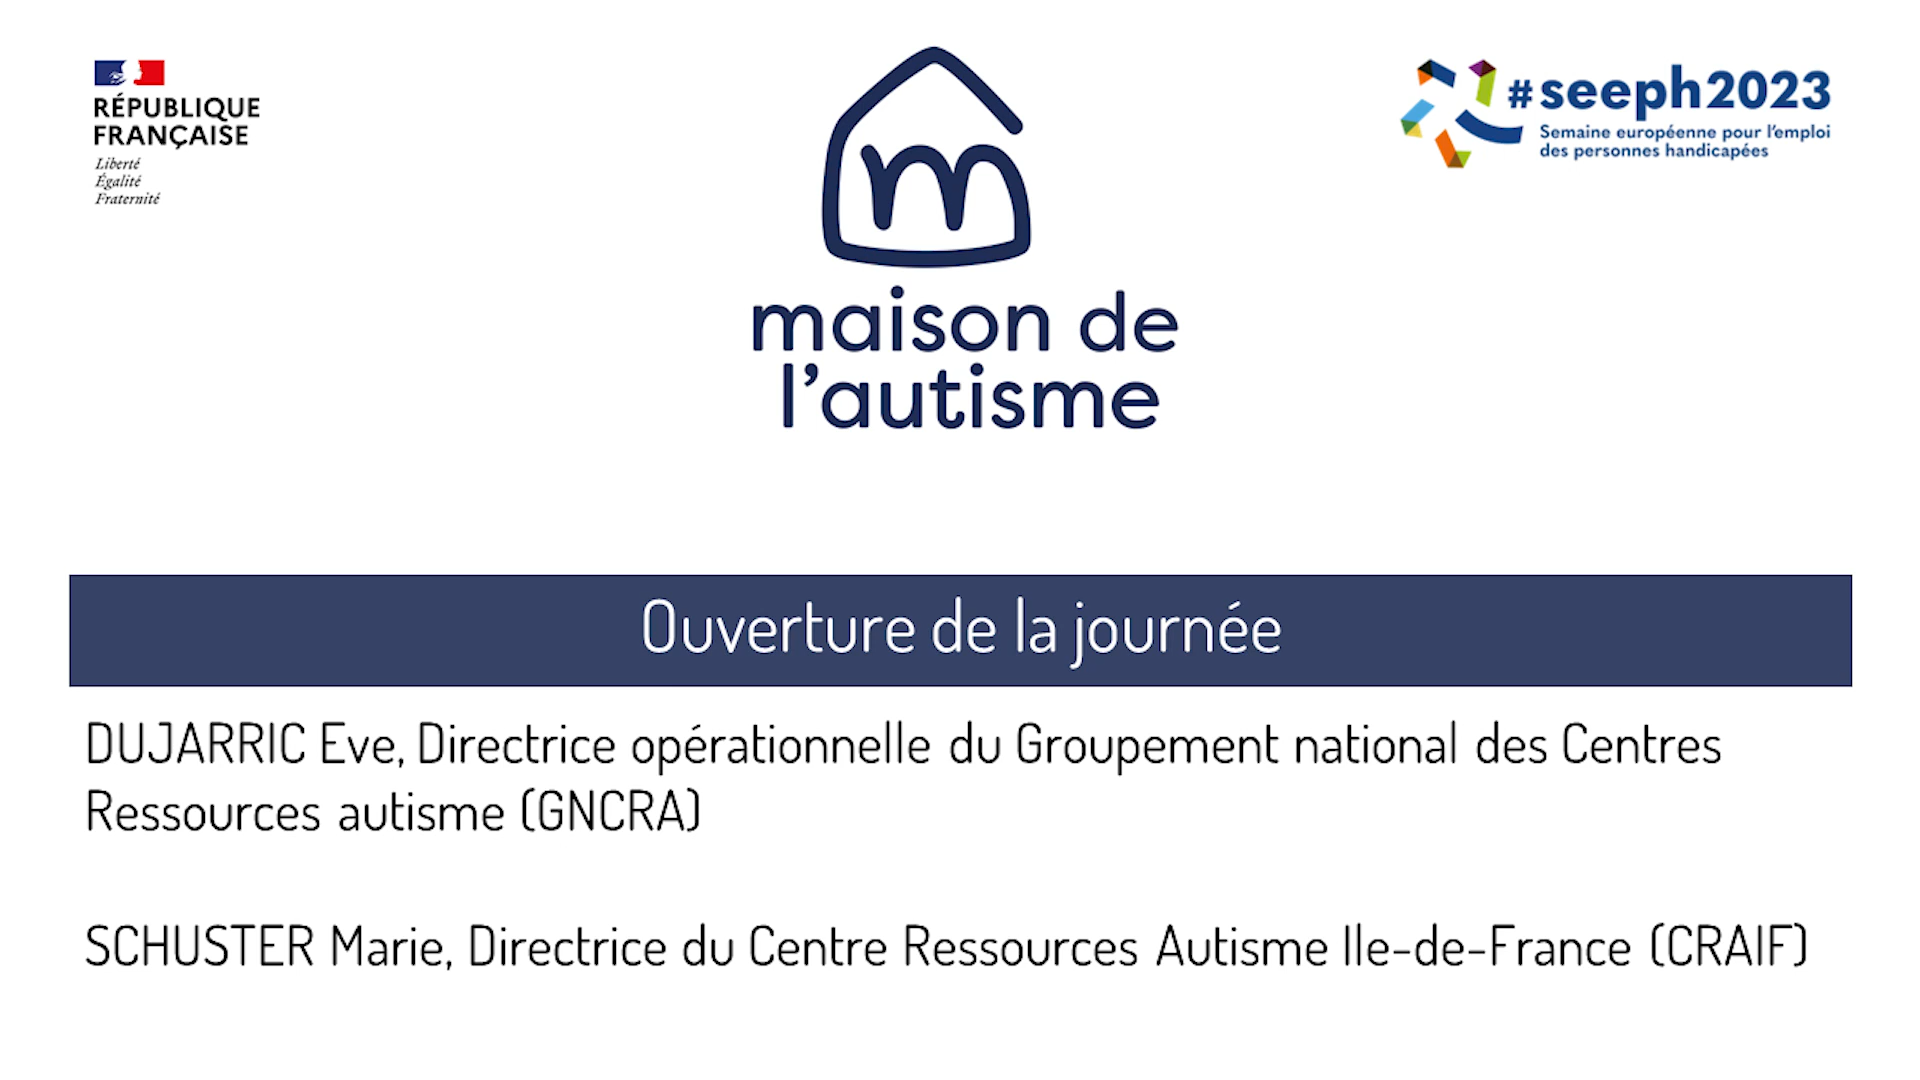 RÉPUBLIQUE
FRANÇAISE
Liberté
Égalité
Fraternité
m
maison de
l’autisme
#seeph2023
Semaine européenne pour l’emploi
des personnes handicapées
Ouverture de la journée
DUJARRIC Eve, Directrice opérationnelle du Groupement national des Centres
Ressources autisme (GNCRA)
SCHUSTER Marie, Directrice du Centre Ressources Autisme Ile-de-France (CRAIF)